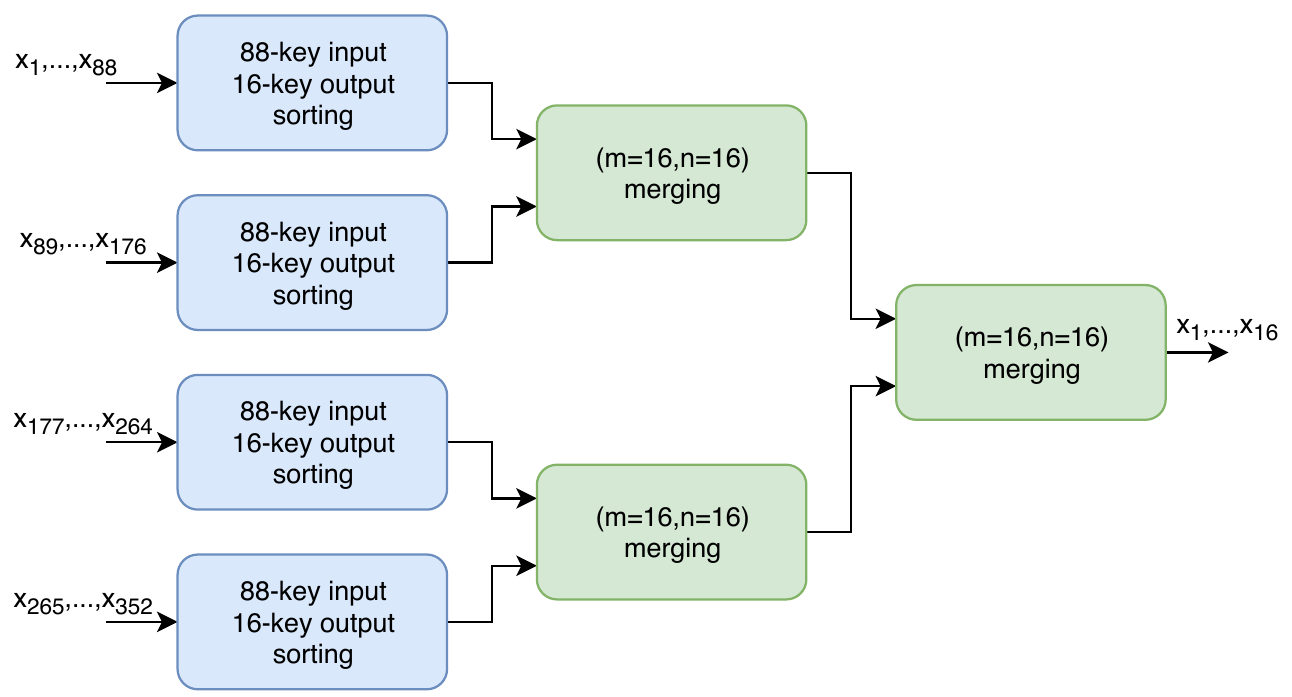 x1,...,x88
88-key input
16-key output
sorting
x89,...,x176
88-key input
16-key output
sorting
x177,...,x264
88-key input
16-key output
sorting
x265,...,x352
88-key input
16-key output
sorting
(m=16,n=16)
merging
(m=16,n=16)
merging
(m=16,n=16)
merging
x1,...,x16